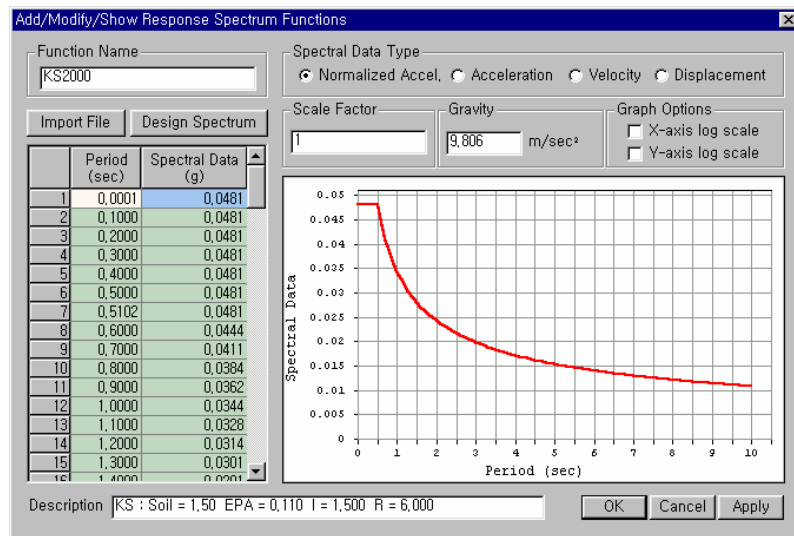 Add/Modify/Show Response Spectrum Functions
Function Name
KS2000
Import File Design Spectrum
Spectral Data Type
Normalized Accel, Acceleration Velocity Displacement
Scale Factor
1
Gravity
9,806 m/sec²
Graph Options
X-axis log scale
Y-axis log scale
Period (sec) Spectral Data (g)
1 0,0001 0,0481
2 0,1000 0,0481
3 0,2000 0,0481
4 0,3000 0,0481
5 0,4000 0,0481
6 0,5000 0,0481
7 0,5102 0,0481
8 0,6000 0,0444
9 0,7000 0,0411
10 0,8000 0,0384
11 0,9000 0,0362
12 1,0000 0,0344
13 1,1000 0,0328
14 1,2000 0,0314
15 1,3000 0,0301
Spectral Data
0.05
0.045
0.04
0.035
0.03
0.025
0.02
0.015
0.01
0.005
0
0 1 2 3 4 5 6 7 8 9 10
Period (sec)
Description KS : Soil = 1,50 EPA = 0,110 I = 1,500 R = 6,000
OK Cancel Apply